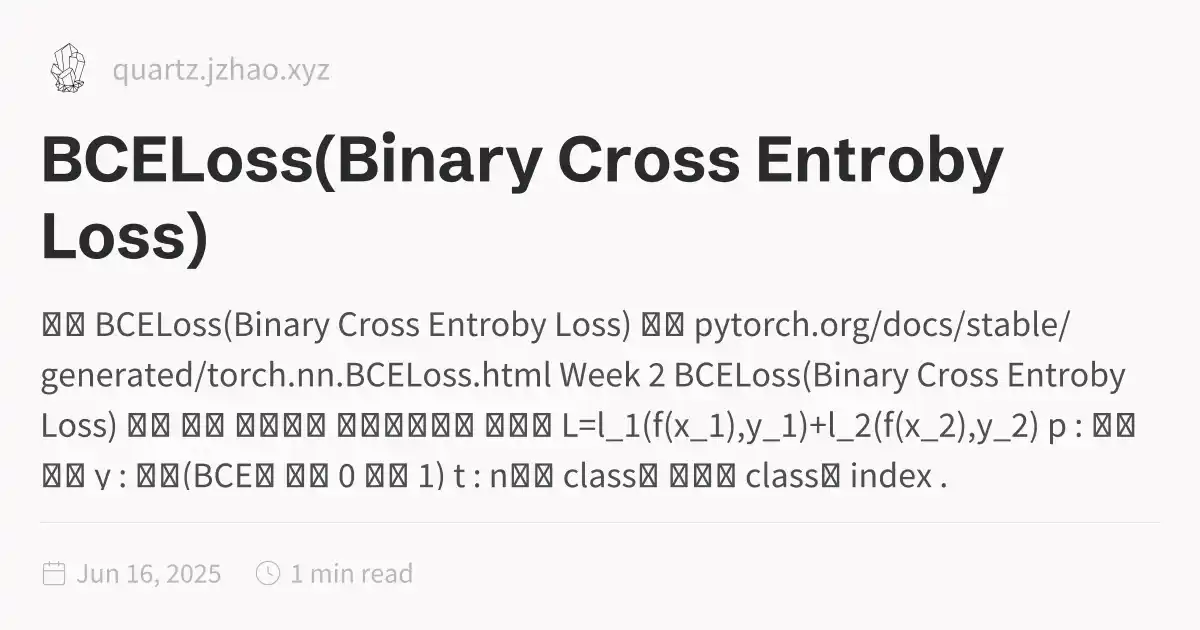 quartz.jzhao.xyz
BCELoss(Binary Cross Entroby
Loss)
BCELoss(Binary Cross Entroby Loss) pytorch.org/docs/stable/
generated/torch.nn.BCELoss.html Week 2 BCELoss(Binary Cross Entroby
Loss) L=l_1(f(x_1),y_1)+l_2(f(x_2),y_2) p :
y : (BCE 0 1) t : n class class index .
Jun 16, 2025 1 min read